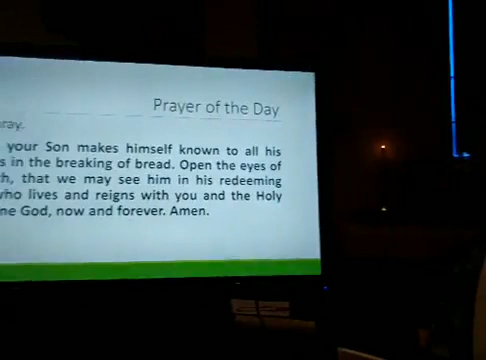 Prayer of the Day
ray.
your Son makes himself known to all his
s in the breaking of bread. Open the eyes of
h, that we may see him in his redeeming
who lives and reigns with you and the Holy
ne God, now and forever. Amen.